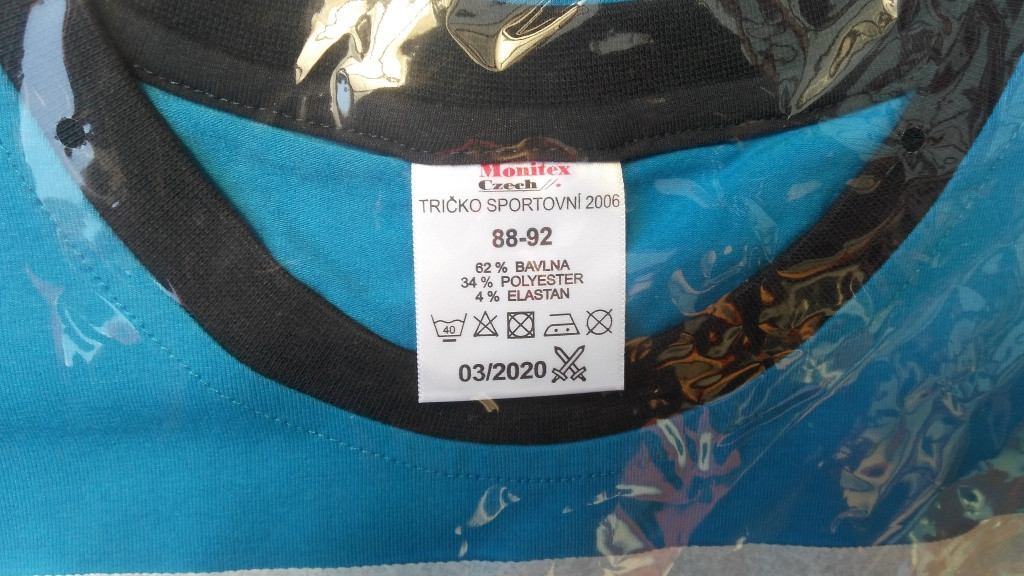 Monitex
Czech
TRIČKO SPORTOVNÍ 2006
88-92
62 % BAVLNA
34 % POLYESTER
4 % ELASTAN
40
03/2020